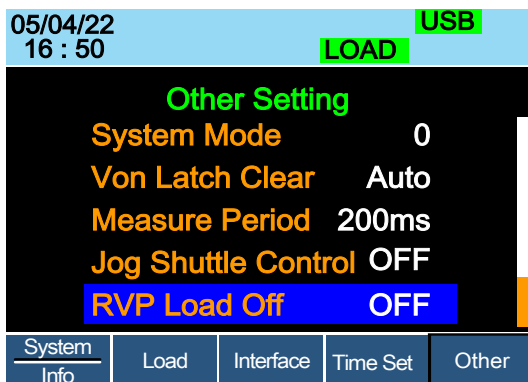 05/04/22 USB
16 : 50 LOAD
Other Setting
System Mode 0
Von Latch Clear Auto
Measure Period 200ms
Jog Shuttle Control OFF
RVP Load Off OFF
System
Info Load Interface Time Set Other